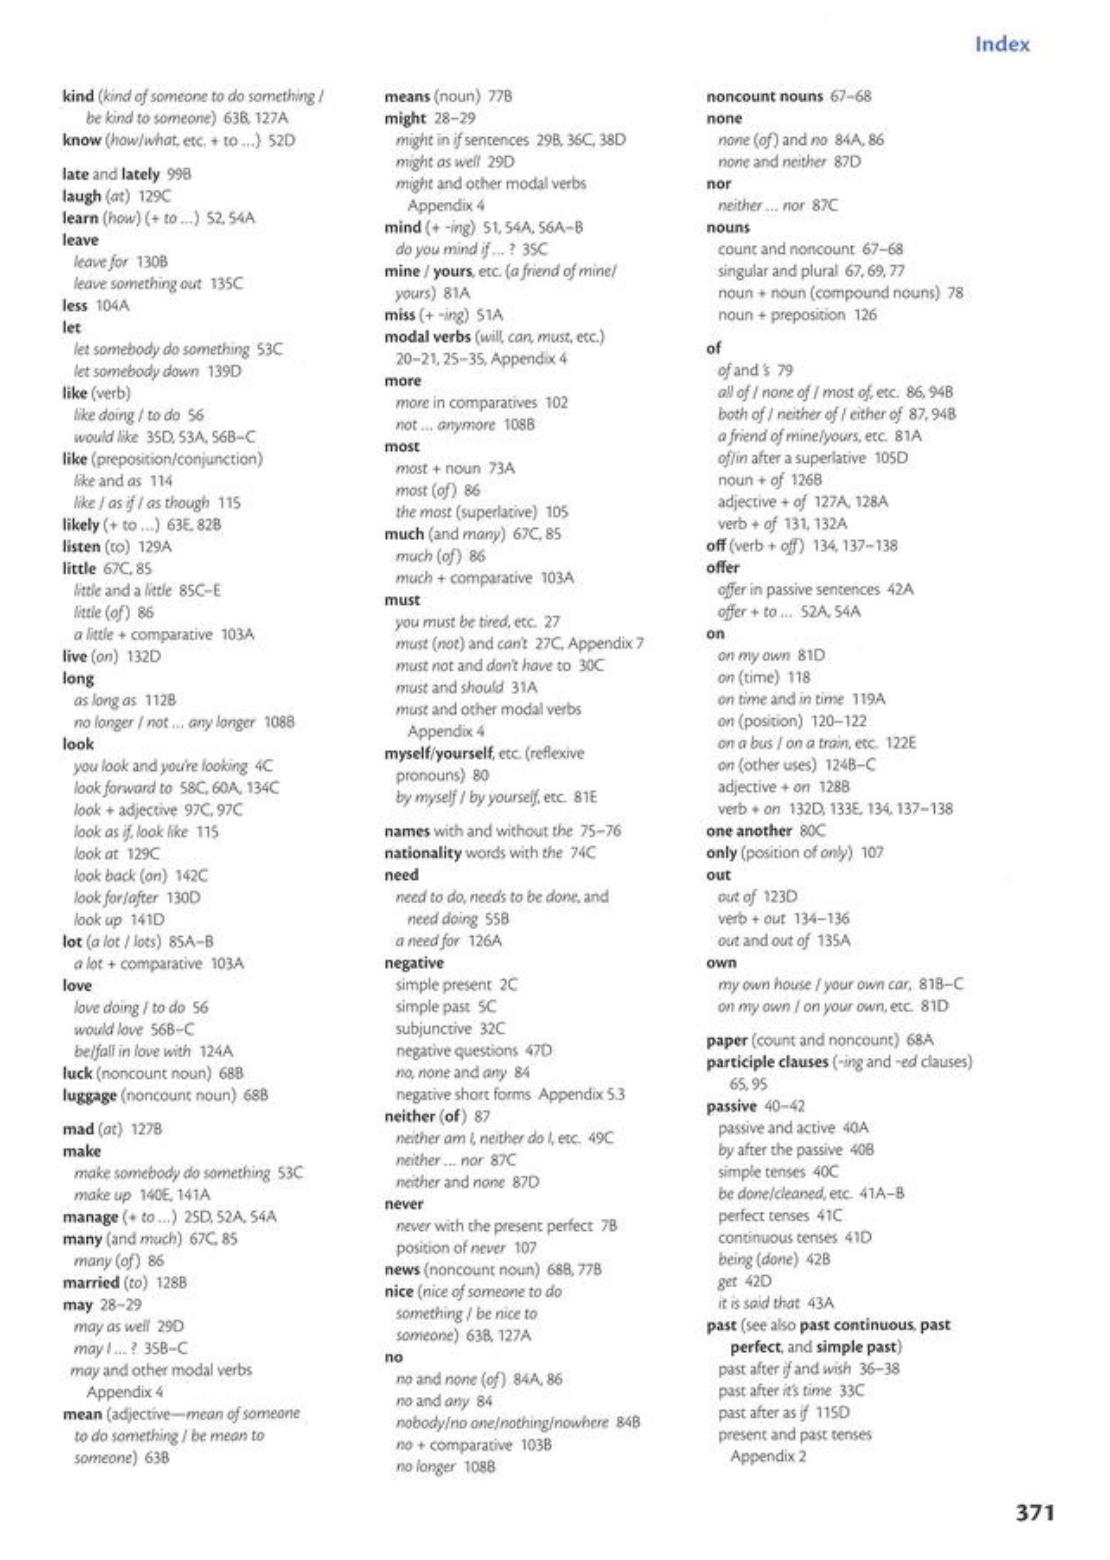 Index
kind (kind of someone to do something /
be kind to someone) 63B, 127A
know (how/what, etc. + to ...) 52D
late and lately 99B
laugh (at) 129C
learn (how) (+ to ...) 52, 54A
leave
leave for 130B
leave something out 135C
less 104A
let
let somebody do something 53C
let somebody down 139D
like (verb)
like doing / to do 56
would like 35D, 53A, 56B–C
like (preposition/conjunction)
like and as 114
like / as if / as though 115
likely (+ to ...) 63E, 82B
listen (to) 129A
little 67C, 85
little and a little 85C–E
little (of) 86
a little + comparative 103A
live (on) 132D
long
as long as 112B
no longer / not ... any longer 108B
look
you look and you're looking 4C
look forward to 58C, 60A, 134C
look + adjective 97C, 97C
look as if, look like 115
look at 129C
look back (on) 142C
look for/after 130D
look up 141D
lot (a lot / lots) 85A–B
a lot + comparative 103A
love
love doing / to do 56
would love 56B–C
be/fall in love with 124A
luck (noncount noun) 68B
luggage (noncount noun) 68B
mad (at) 127B
make
make somebody do something 53C
make up 140E, 141A
manage (+ to ...) 25D, 52A, 54A
many (and much) 67C, 85
many (of) 86
married (to) 128B
may 28–29
may as well 29D
may I ... ? 35B–C
may and other modal verbs
Appendix 4
mean (adjective—mean of someone
to do something / be mean to
someone) 63B
means (noun) 77B
might 28–29
might in if sentences 29B, 36C, 38D
might as well 29D
might and other modal verbs
Appendix 4
mind (+ -ing) 51, 54A, 56A–B
do you mind if ... ? 35C
mine / yours, etc. (a friend of mine/
yours) 81A
miss (+ -ing) 51A
modal verbs (will, can, must, etc.)
20–21, 25–35, Appendix 4
more
more in comparatives 102
not ... anymore 108B
most
most + noun 73A
most (of) 86
the most (superlative) 105
much (and many) 67C, 85
much (of) 86
much + comparative 103A
must
you must be tired, etc. 27
must (not) and can't 27C, Appendix 7
must not and don't have to 30C
must and should 31A
must and other modal verbs
Appendix 4
myself/yourself, etc. (reflexive
pronouns) 80
by myself / by yourself, etc. 81E
names with and without the 75–76
nationality words with the 74C
need
need to do, needs to be done, and
need doing 55B
a need for 126A
negative
simple present 2C
simple past 5C
subjunctive 32C
negative questions 47D
no, none and any 84
negative short forms Appendix 5.3
neither (of) 87
neither am I, neither do I, etc. 49C
neither ... nor 87C
neither and none 87D
never
never with the present perfect 7B
position of never 107
news (noncount noun) 68B, 77B
nice (nice of someone to do
something / be nice to
someone) 63B, 127A
no
no and none (of) 84A, 86
no and any 84
nobody/no one/nothing/nowhere 84B
no + comparative 103B
no longer 108B
noncount nouns 67–68
none
none (of) and no 84A, 86
none and neither 87D
nor
neither ... nor 87C
nouns
count and noncount 67–68
singular and plural 67, 69, 77
noun + noun (compound nouns) 78
noun + preposition 126
of
of and 's 79
all of / none of / most of, etc. 86, 94B
both of / neither of / either of 87, 94B
a friend of mine/yours, etc. 81A
of/in after a superlative 105D
noun + of 126B
adjective + of 127A, 128A
verb + of 131, 132A
off (verb + off) 134, 137–138
offer
offer in passive sentences 42A
offer + to ... 52A, 54A
on
on my own 81D
on (time) 118
on time and in time 119A
on (position) 120–122
on a bus / on a train, etc. 122E
on (other uses) 124B–C
adjective + on 128B
verb + on 132D, 133E, 134, 137–138
one another 80C
only (position of only) 107
out
out of 123D
verb + out 134–136
out and out of 135A
own
my own house / your own car, 81B–C
on my own / on your own, etc. 81D
paper (count and noncount) 68A
participle clauses (-ing and -ed clauses)
65, 95
passive 40–42
passive and active 40A
by after the passive 40B
simple tenses 40C
be done/cleaned, etc. 41A–B
perfect tenses 41C
continuous tenses 41D
being (done) 42B
get 42D
it is said that 43A
past (see also past continuous, past
perfect, and simple past)
past after if and wish 36–38
past after it's time 33C
past after as if 115D
present and past tenses
Appendix 2
371